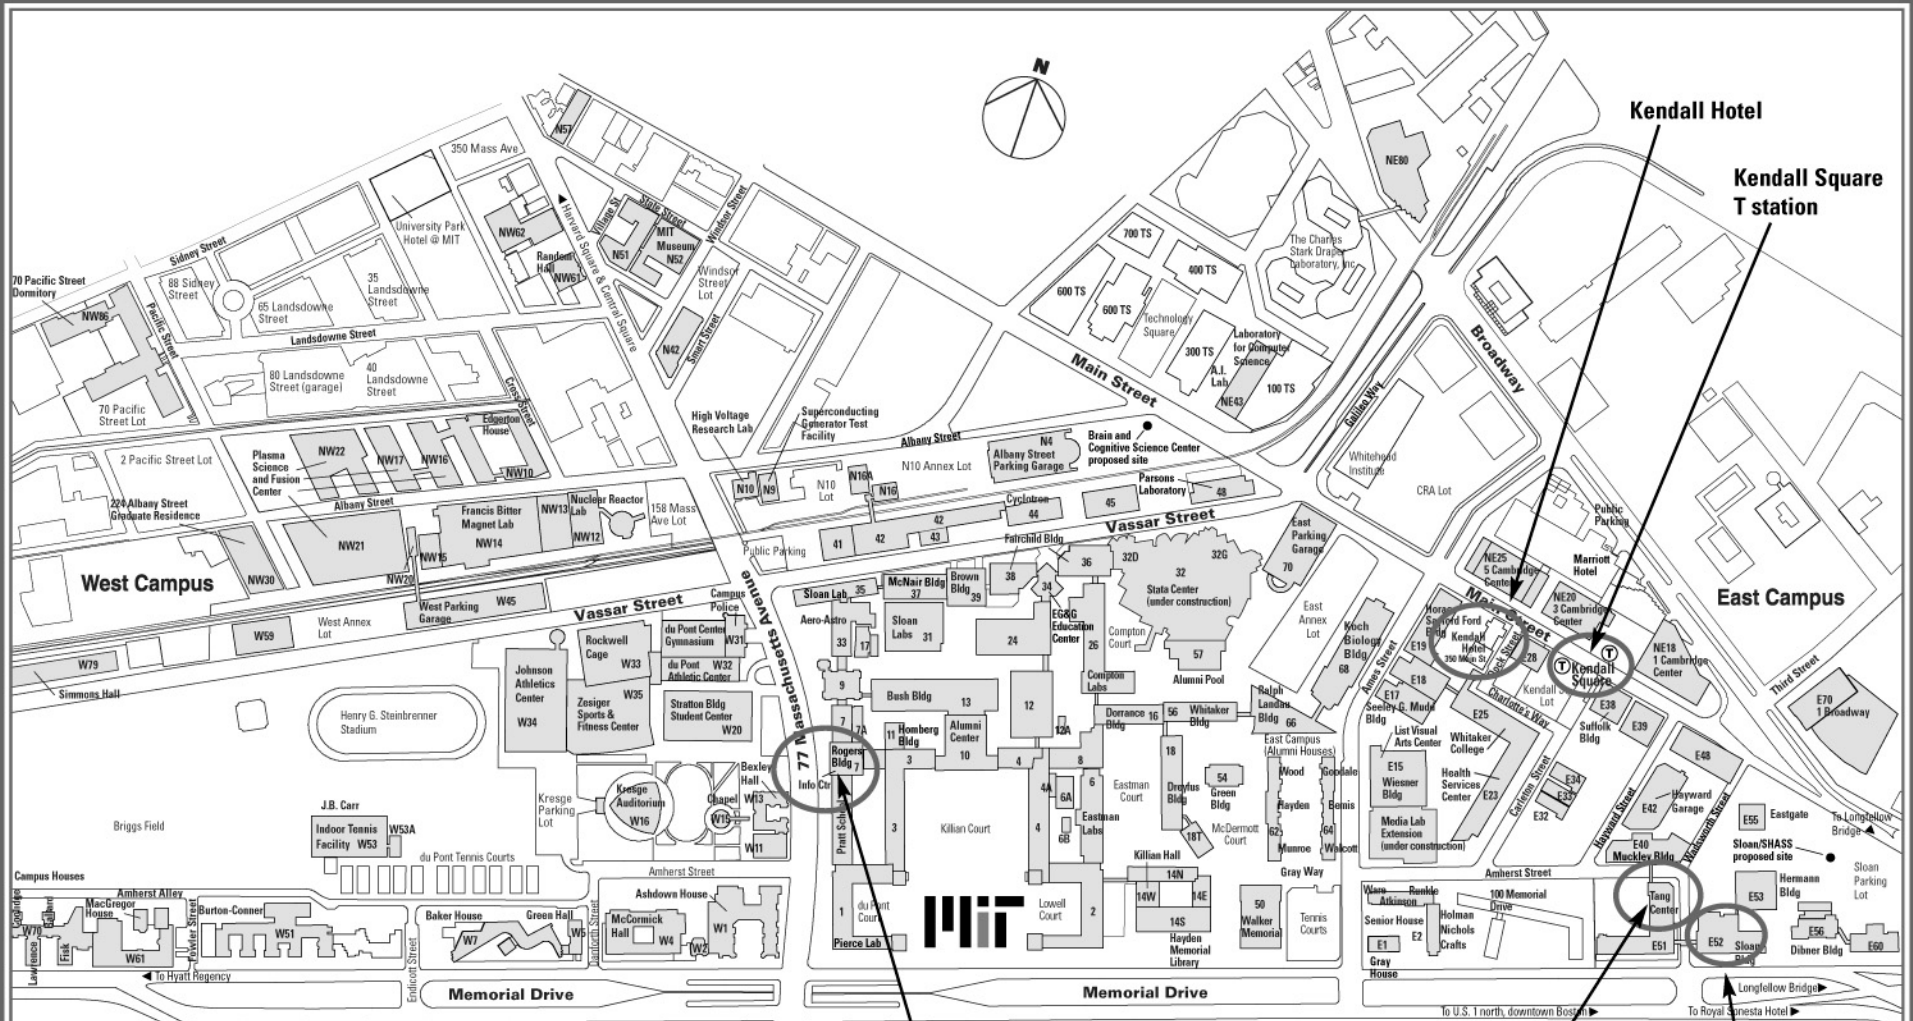 N
Kendall Hotel
Kendall Square
T station
N57
350 Mass Ave
NE80
University Park
Hotel @ MIT
NW62
Harvard Square & Central Square
Village St
State Street
Windsor Street
MIT
Museum
N52
N51
Random
Hall
NW61
700 TS
400 TS
600 TS
600 TS
The Charles
Stark Draper
Laboratory, Inc
Sidney Street
70 Pacific Street
Dormitory
88 Sidney
Street
35
Landsdowne
Street
65 Landsdowne
Street
Windsor
Street
Lot
NW86
Pacific Street
Landsdowne Street
N42
Smart Street
Technology
Square
Laboratory
for Computer
Science
300 TS
A.I.
Lab
100 TS
NE43
Main Street
Broadway
Galileo Way
80 Landsdowne
Street (garage)
40
Landsdowne
Street
Cross Street
70 Pacific
Street Lot
Edgerton
House
High Voltage
Research Lab
Superconducting
Generator Test
Facility
Albany Street
N4
Albany Street
Parking Garage
Brain and
Cognitive Science Center
proposed site
Whitehead
Institute
CRA Lot
2 Pacific Street Lot
Plasma
Science
and Fusion
Center
NW22
NW17
NW16
NW10
N10
N9
N10
Lot
N16A
N16
N10 Annex Lot
Parsons
Laboratory
48
224 Albany Street
Graduate Residence
Albany Street
Francis Bitter
Magnet Lab
NW14
NW13
Nuclear Reactor
Lab
NW12
158 Mass
Ave Lot
Cyclotron
44
45
42
42
43
41
Vassar Street
East
Parking
Garage
70
Public
Parking
NW21
NW15
NW20
NW30
Public Parking
Fairchild Bldg
36
32D
32G
32
Stata Center
(under construction)
NE25
5 Cambridge
Center
Marriott
Hotel
West Campus
East Campus
West Parking
Garage
W45
Vassar Street
Campus
Police
Massachusetts Avenue
Sloan Lab
35
McNair Bldg
37
Brown
Bldg
39
38
34
EG&G
Education
Center
NE20
3 Cambridge
Center
Main Street
W59
West Annex
Lot
du Pont Center
Gymnasium
W31
Aero-Astro
33
17
Sloan
Labs
31
24
26
Compton
Court
57
Alumni Pool
East
Annex
Lot
Koch
Biology
Bldg
68
Ames Street
Kendall
Hotel
350 Main St.
E19
E28
T
T
Kendall
Square
NE18
1 Cambridge
Center
Third Street
W79
Simmons Hall
Rockwell
Cage
W33
du Pont
Athletic Center
W32
Johnson
Athletics
Center
W34
W35
Zesiger
Sports &
Fitness Center
Stratton Bldg
Student Center
W20
9
Bush Bldg
13
12
Compton
Labs
Dorrance
Bldg
16
56
Whitaker
Bldg
Ralph
Landau
Bldg
66
E18
E17
Seeley G. Mudd
Bldg
Charlotte's Way
E25
E38
Suffolk
Bldg
E39
E70
1 Broadway
Henry G. Steinbrenner
Stadium
7
7A
11
Homberg
Bldg
Alumni
Center
10
12A
East Campus
(Alumni Houses)
List Visual
Arts Center
Whitaker
College
E48
77
Rogers
Bldg
7
Info Ctr
3
4
8
18
Dreyfus
Bldg
54
Green
Bldg
Wood
Goodale
Hayden
Bemis
62
64
Munroe
Walcott
E15
Wiesner
Bldg
Health
Services
Center
E23
Carleton Street
E34
E33
E32
E42
Hayward
Garage
Hayward Street
Wadsworth Street
E55
Eastgate
To Longfellow
Bridge
Kresge
Parking
Lot
Kresge
Auditorium
W16
Chapel
W15
Bexley
Hall
W13
W11
Briggs Field
J.B. Carr
Indoor Tennis
Facility
W53
W53A
du Pont Tennis Courts
3
Killian Court
4
4A
6A
6
6B
Eastman
Labs
Eastman
Court
18T
McDermott
Court
Media Lab
Extension
(under construction)
E40
Muckley Bldg
Sloan/SHASS
proposed site
Killian Hall
14N
14W
14E
14S
Hayden
Memorial
Library
Gray Way
Amherst Street
Amherst Street
Campus Houses
Amherst Alley
MacGregor
House
Fowler Street
Burton-Conner
W51
Baker House
W7
Green Hall
W5
Danforth Street
Ashdown House
McCormick
Hall
W4
W2
W1
1
du Pont
Court
Pierce Lab
MIT
Lowell
Court
2
50
Walker
Memorial
Tennis
Courts
Ware
Atkinson
Runkle
Senior House
E2
Holman
Nichols
Crafts
E1
Gray
House
100 Memorial
Drive
Tang
Center
E51
E52
Sloan
Bldg
E53
Hermann
Bldg
Sloan
Parking
Lot
E56
Dibner Bldg
E60
W70
Lawrence
Fisk
W61
To Hyatt Regency
Endicott Street
Memorial Drive
Memorial Drive
Longfellow Bridge
To U.S. 1 north, downtown Boston
To Royal Sonesta Hotel